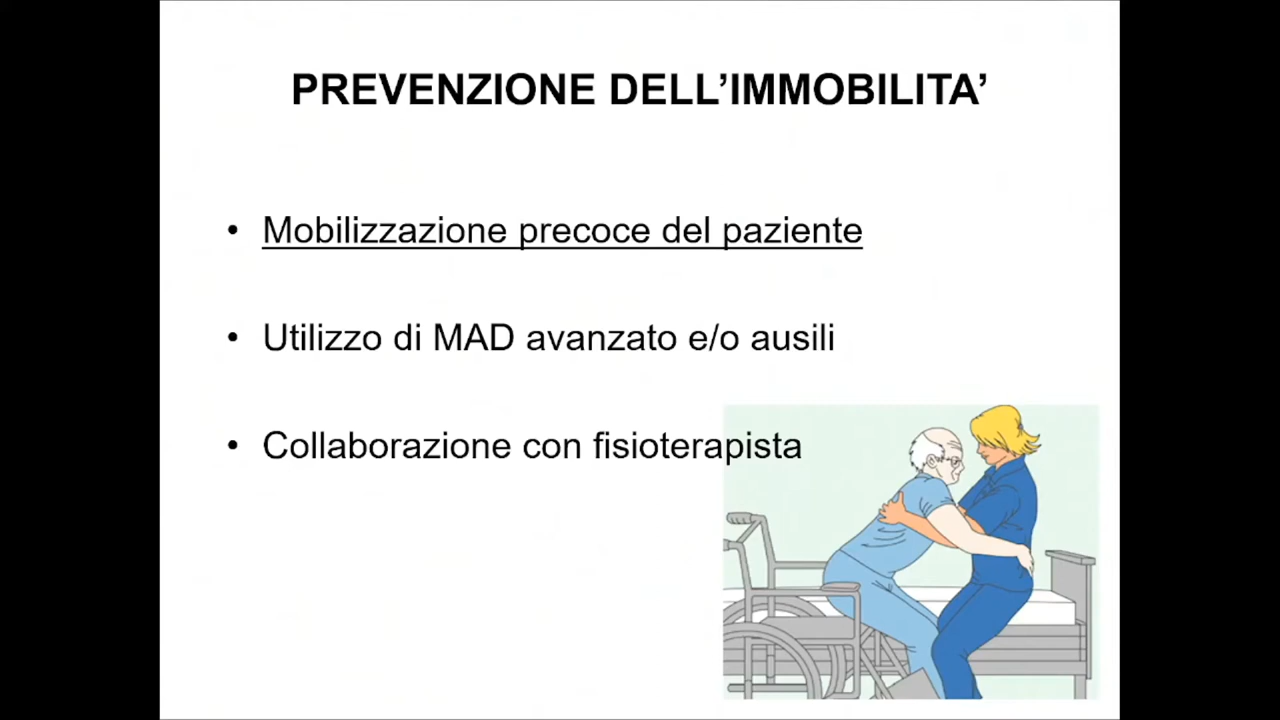 PREVENZIONE DELL’IMMOBILITA’
• Mobilizzazione precoce del paziente
• Utilizzo di MAD avanzato e/o ausili
• Collaborazione con fisioterapista